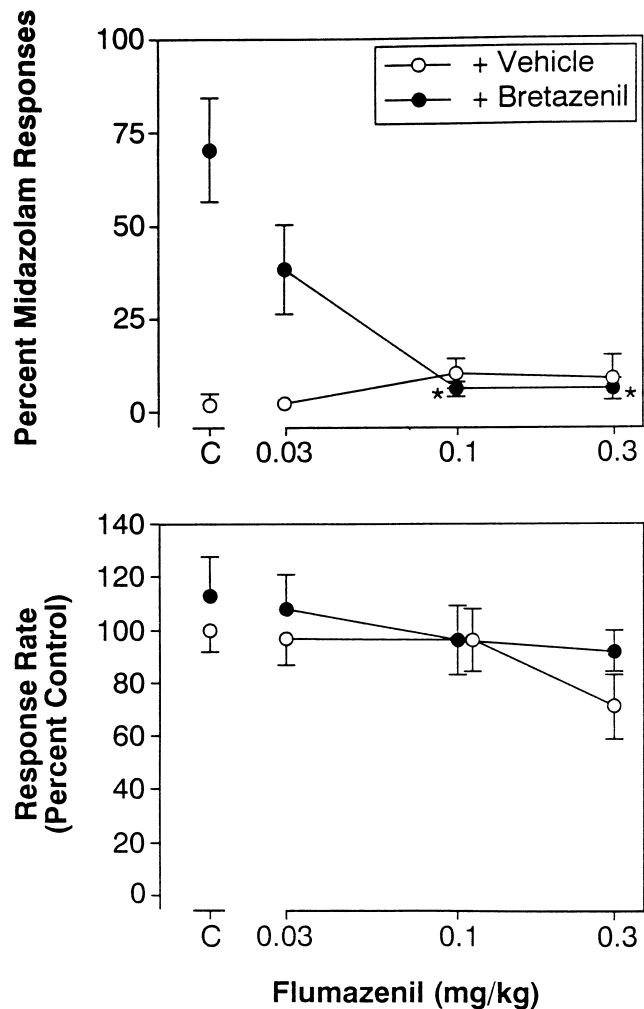 Percent Midazolam Responses
100
75
50
25
0
+ Vehicle
+ Bretazenil
*
*
C
0.03
0.1
0.3
Response Rate
(Percent Control)
140
120
100
80
60
40
20
0
C
0.03
0.1
0.3
Flumazenil (mg/kg)